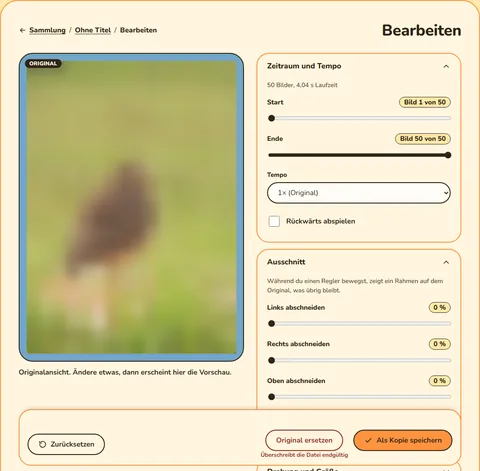 ← Sammlung / Ohne Titel / Bearbeiten
Bearbeiten
ORIGINAL
Originalansicht. Ändere etwas, dann erscheint hier die Vorschau.
Zeitraum und Tempo
50 Bilder, 4,04 s Laufzeit
Start
Bild 1 von 50
Ende
Bild 50 von 50
Tempo
1× (Original)
Rückwärts abspielen
Ausschnitt
Während du einen Regler bewegst, zeigt ein Rahmen auf dem
Original, was übrig bleibt.
Links abschneiden
0 %
Rechts abschneiden
0 %
Oben abschneiden
0 %
Zurücksetzen
Original ersetzen
Überschreibt die Datei endgültig
Als Kopie speichern